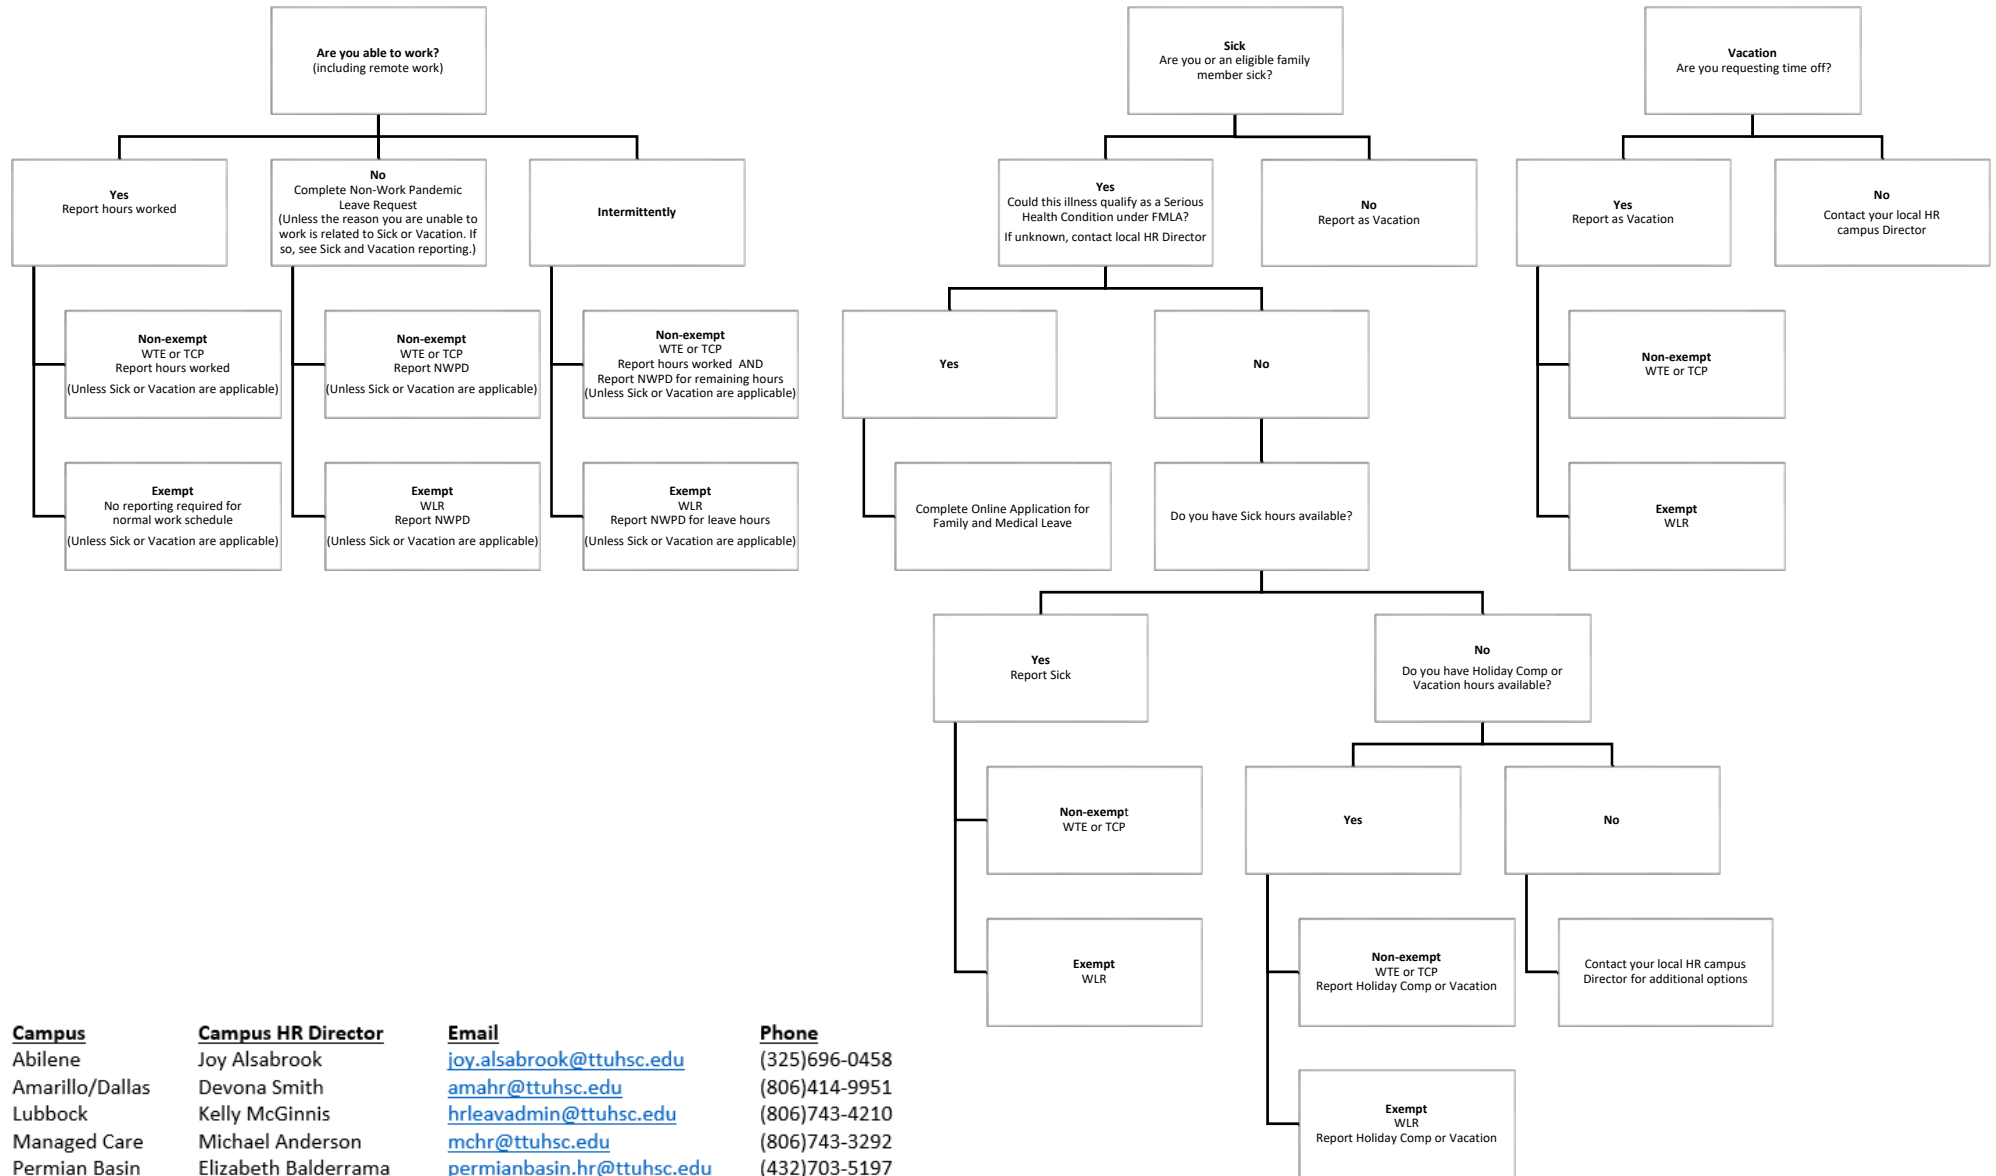 Are you able to work?
(including remote work)
Yes
Report hours worked
No
Complete Non-Work Pandemic
Leave Request
(Unless the reason you are unable to
work is related to Sick or Vacation. If
so, see Sick and Vacation reporting.)
Intermittently
Non-exempt
WTE or TCP
Report hours worked
(Unless Sick or Vacation are applicable)
Non-exempt
WTE or TCP
Report NWPD
(Unless Sick or Vacation are applicable)
Non-exempt
WTE or TCP
Report hours worked AND
Report NWPD for remaining hours
(Unless Sick or Vacation are applicable)
Exempt
No reporting required for
normal work schedule
(Unless Sick or Vacation are applicable)
Exempt
WLR
Report NWPD
(Unless Sick or Vacation are applicable)
Exempt
WLR
Report NWPD for leave hours
(Unless Sick or Vacation are applicable)
Sick
Are you or an eligible family
member sick?
Yes
Could this illness qualify as a Serious
Health Condition under FMLA?
If unknown, contact local HR Director
No
Report as Vacation
Yes
No
Complete Online Application for
Family and Medical Leave
Do you have Sick hours available?
Yes
Report Sick
No
Do you have Holiday Comp or
Vacation hours available?
Non-exempt
WTE or TCP
Exempt
WLR
Yes
No
Non-exempt
WTE or TCP
Report Holiday Comp or Vacation
Contact your local HR campus
Director for additional options
Exempt
WLR
Report Holiday Comp or Vacation
Vacation
Are you requesting time off?
Yes
Report as Vacation
No
Contact your local HR
campus Director
Non-exempt
WTE or TCP
Exempt
WLR
Campus Campus HR Director Email Phone
Abilene Joy Alsabrook joy.alsabrook@ttuhsc.edu (325)696-0458
Amarillo/Dallas Devona Smith amahr@ttuhsc.edu (806)414-9951
Lubbock Kelly McGinnis hrleavadmin@ttuhsc.edu (806)743-4210
Managed Care Michael Anderson mchr@ttuhsc.edu (806)743-3292
Permian Basin Elizabeth Balderrama permianbasin.hr@ttuhsc.edu (432)703-5197